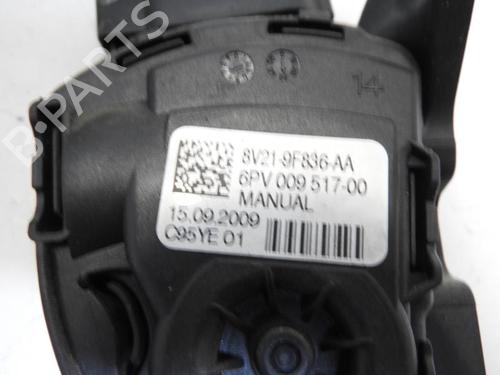 14
8V21-9F836-AA
6PV 009 517-00
MANUAL
15.09.2009
C95YE 01
B-PARTS